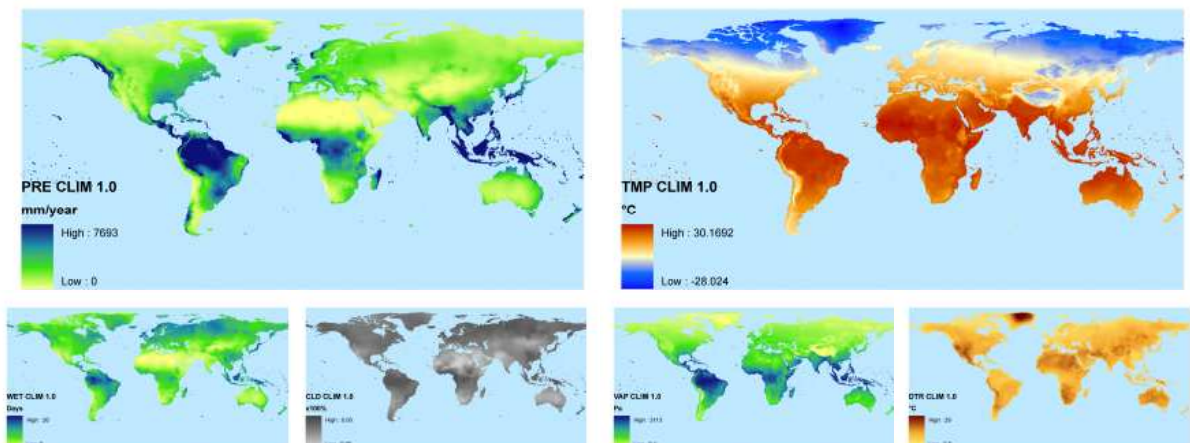 PRE CLIM 1.0
mm/year
High : 7693
Low : 0
TMP CLIM 1.0
°C
High : 30.1692
Low : -28.024
WET CLIM 1.0
Days
CLD CLIM 1.0
x100%
VAP CLIM 1.0
Pa
DTR CLIM 1.0
°C